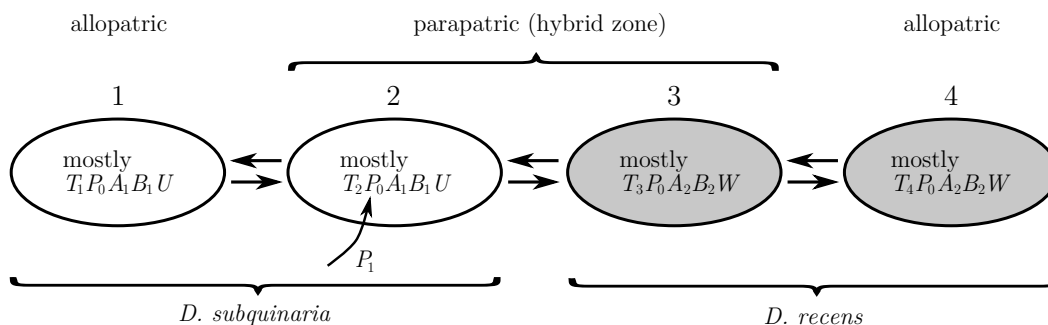 allopatric parapatric (hybrid zone) allopatric
1 2 3 4
mostly mostly mostly mostly
T₁P₀A₁B₁U T₂P₀A₁B₁U T₃P₀A₂B₂W T₄P₀A₂B₂W
P₁
D. subquinaria D. recens